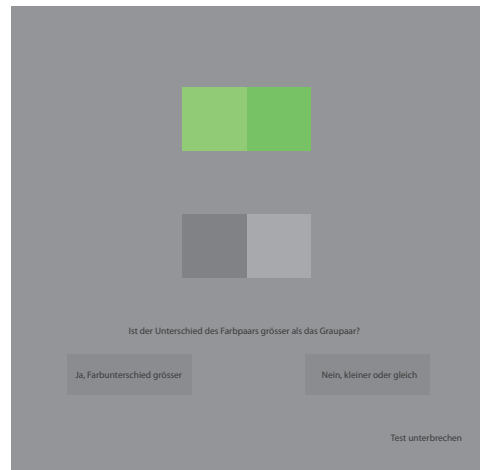 Ist der Unterschied des Farbpaars grösser als das Graupaar?
Ja, Farbunterschied grösser
Nein, kleiner oder gleich
Test unterbrechen